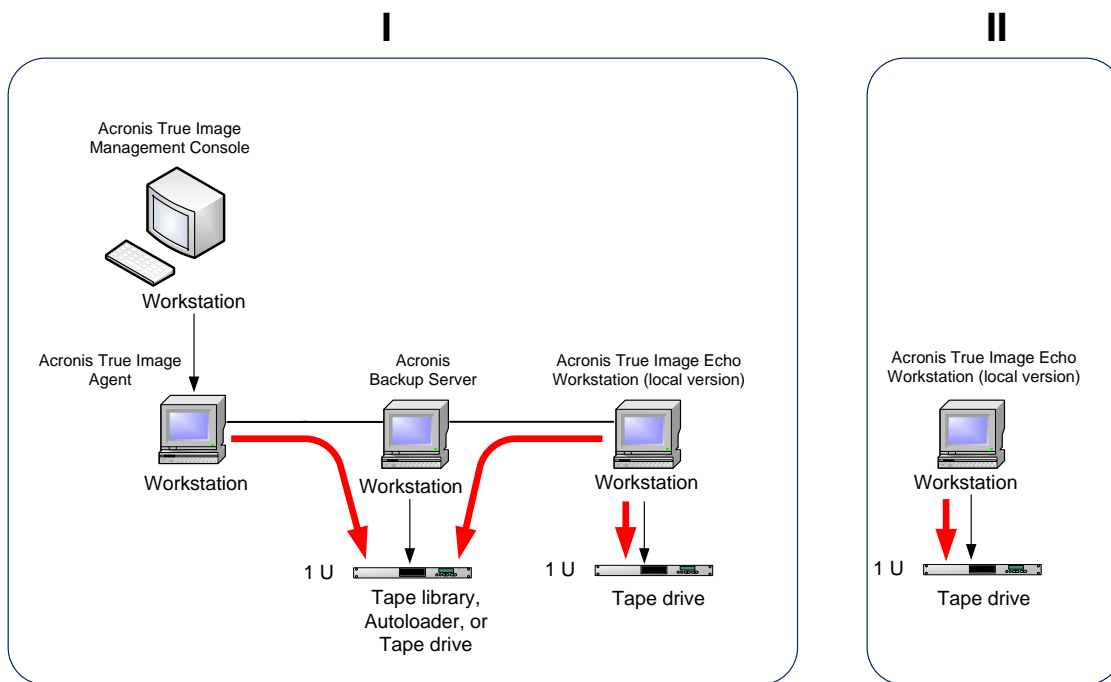 I
II
Acronis True Image
Management Console
Workstation
Acronis True Image
Agent
Workstation
Acronis
Backup Server
Workstation
1 U
Tape library,
Autoloader, or
Tape drive
Acronis True Image Echo
Workstation (local version)
Workstation
1 U
Tape drive
Acronis True Image Echo
Workstation (local version)
Workstation
1 U
Tape drive